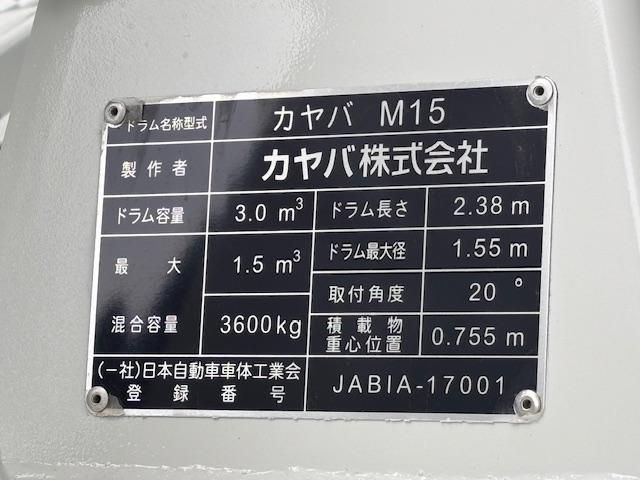 ドラム名称型式 カヤバ M15
製作者 カヤバ株式会社
ドラム容量 3.0 m³ ドラム長さ 2.38 m
最大 1.5 m³ ドラム最大径 1.55 m
取付角度 20°
混合容量 3600kg 積載物重心位置 0.755 m
(一社)日本自動車車体工業会
登録番号 JABIA-17001